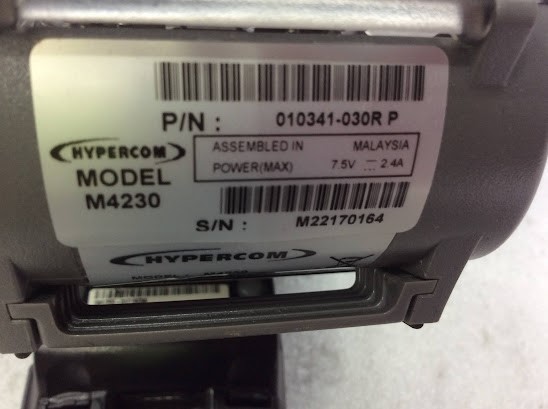 P/N : 010341-030R P
HYPERCOM
MODEL
M4230
ASSEMBLED IN MALAYSIA
POWER(MAX) 7.5V ⎓ 2.4A
S/N : M22170164
HYPERCOM